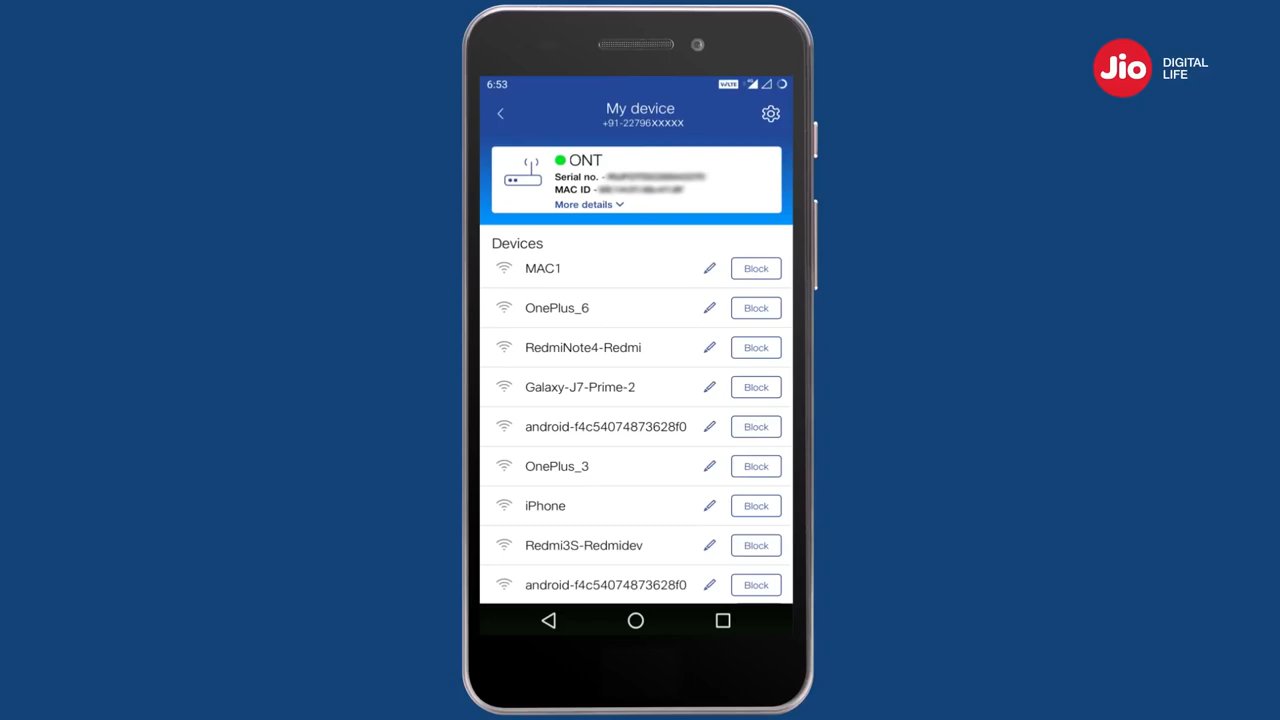 Jio DIGITAL
LIFE
6:53
VoLTE 4G
My device
+91-22796XXXXX
ONT
Serial no. -
MAC ID -
More details
Devices
MAC1 Block
OnePlus_6 Block
RedmiNote4-Redmi Block
Galaxy-J7-Prime-2 Block
android-f4c54074873628f0 Block
OnePlus_3 Block
iPhone Block
Redmi3S-Redmidev Block
android-f4c54074873628f0 Block